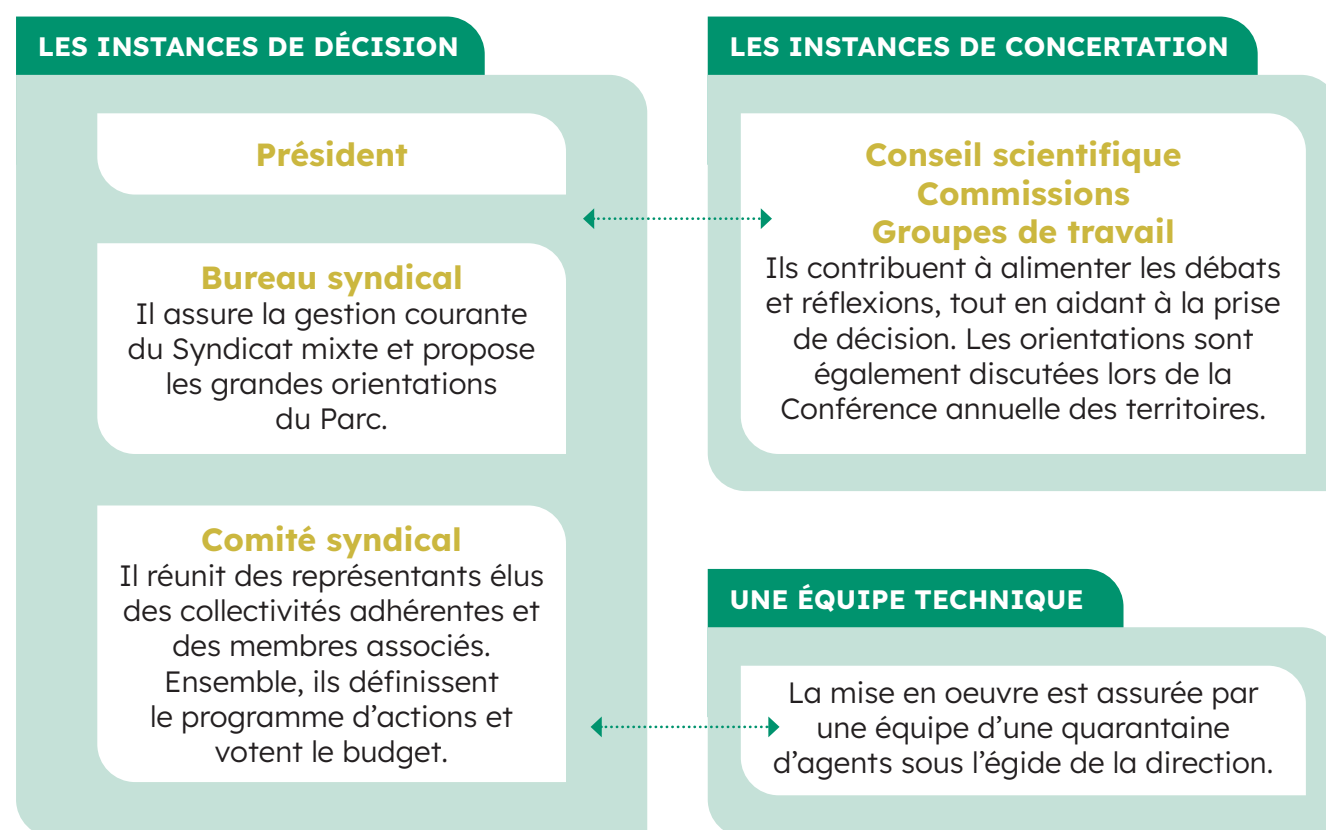 LES INSTANCES DE DÉCISION
Président
Bureau syndical
Il assure la gestion courante
du Syndicat mixte et propose
les grandes orientations
du Parc.
Comité syndical
Il réunit des représentants élus
des collectivités adhérentes et
des membres associés.
Ensemble, ils définissent
le programme d’actions et
votent le budget.
LES INSTANCES DE CONCERTATION
Conseil scientifique
Commissions
Groupes de travail
Ils contribuent à alimenter les débats
et réflexions, tout en aidant à la prise
de décision. Les orientations sont
également discutées lors de la
Conférence annuelle des territoires.
UNE ÉQUIPE TECHNIQUE
La mise en oeuvre est assurée par
une équipe d’une quarantaine
d’agents sous l’égide de la direction.